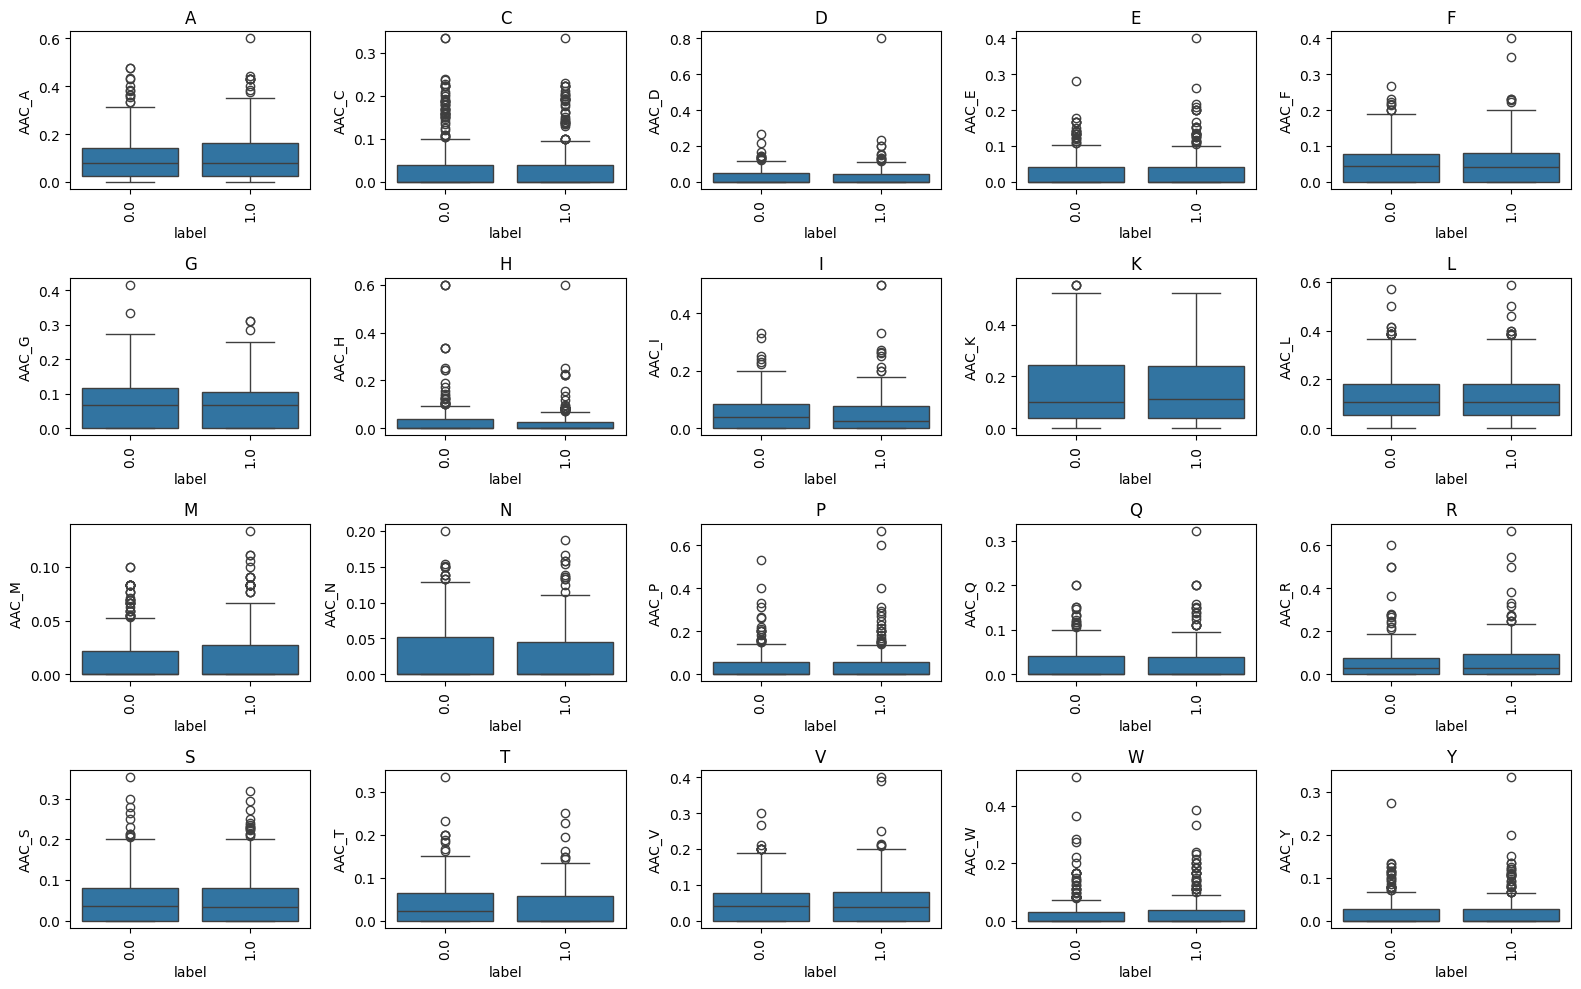 A
AAC_A
0.6
0.4
0.2
0.0
0.0
1.0
label
C
AAC_C
0.3
0.2
0.1
0.0
0.0
1.0
label
D
AAC_D
0.8
0.6
0.4
0.2
0.0
0.0
1.0
label
E
AAC_E
0.4
0.3
0.2
0.1
0.0
0.0
1.0
label
F
AAC_F
0.4
0.3
0.2
0.1
0.0
0.0
1.0
label
G
AAC_G
0.4
0.3
0.2
0.1
0.0
0.0
1.0
label
H
AAC_H
0.6
0.4
0.2
0.0
0.0
1.0
label
I
AAC_I
0.4
0.2
0.0
0.0
1.0
label
K
AAC_K
0.4
0.2
0.0
0.0
1.0
label
L
AAC_L
0.6
0.4
0.2
0.0
0.0
1.0
label
M
AAC_M
0.10
0.05
0.00
0.0
1.0
label
N
AAC_N
0.20
0.15
0.10
0.05
0.00
0.0
1.0
label
P
AAC_P
0.6
0.4
0.2
0.0
0.0
1.0
label
Q
AAC_Q
0.3
0.2
0.1
0.0
0.0
1.0
label
R
AAC_R
0.6
0.4
0.2
0.0
0.0
1.0
label
S
AAC_S
0.3
0.2
0.1
0.0
0.0
1.0
label
T
AAC_T
0.3
0.2
0.1
0.0
0.0
1.0
label
V
AAC_V
0.4
0.3
0.2
0.1
0.0
0.0
1.0
label
W
AAC_W
0.4
0.2
0.0
0.0
1.0
label
Y
AAC_Y
0.3
0.2
0.1
0.0
0.0
1.0
label